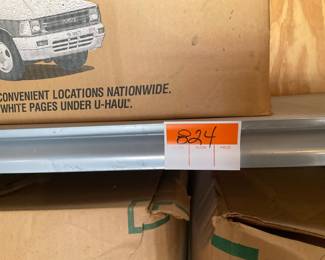 CONVENIENT LOCATIONS NATIONWIDE.
WHITE PAGES UNDER U-HAUL®.
824